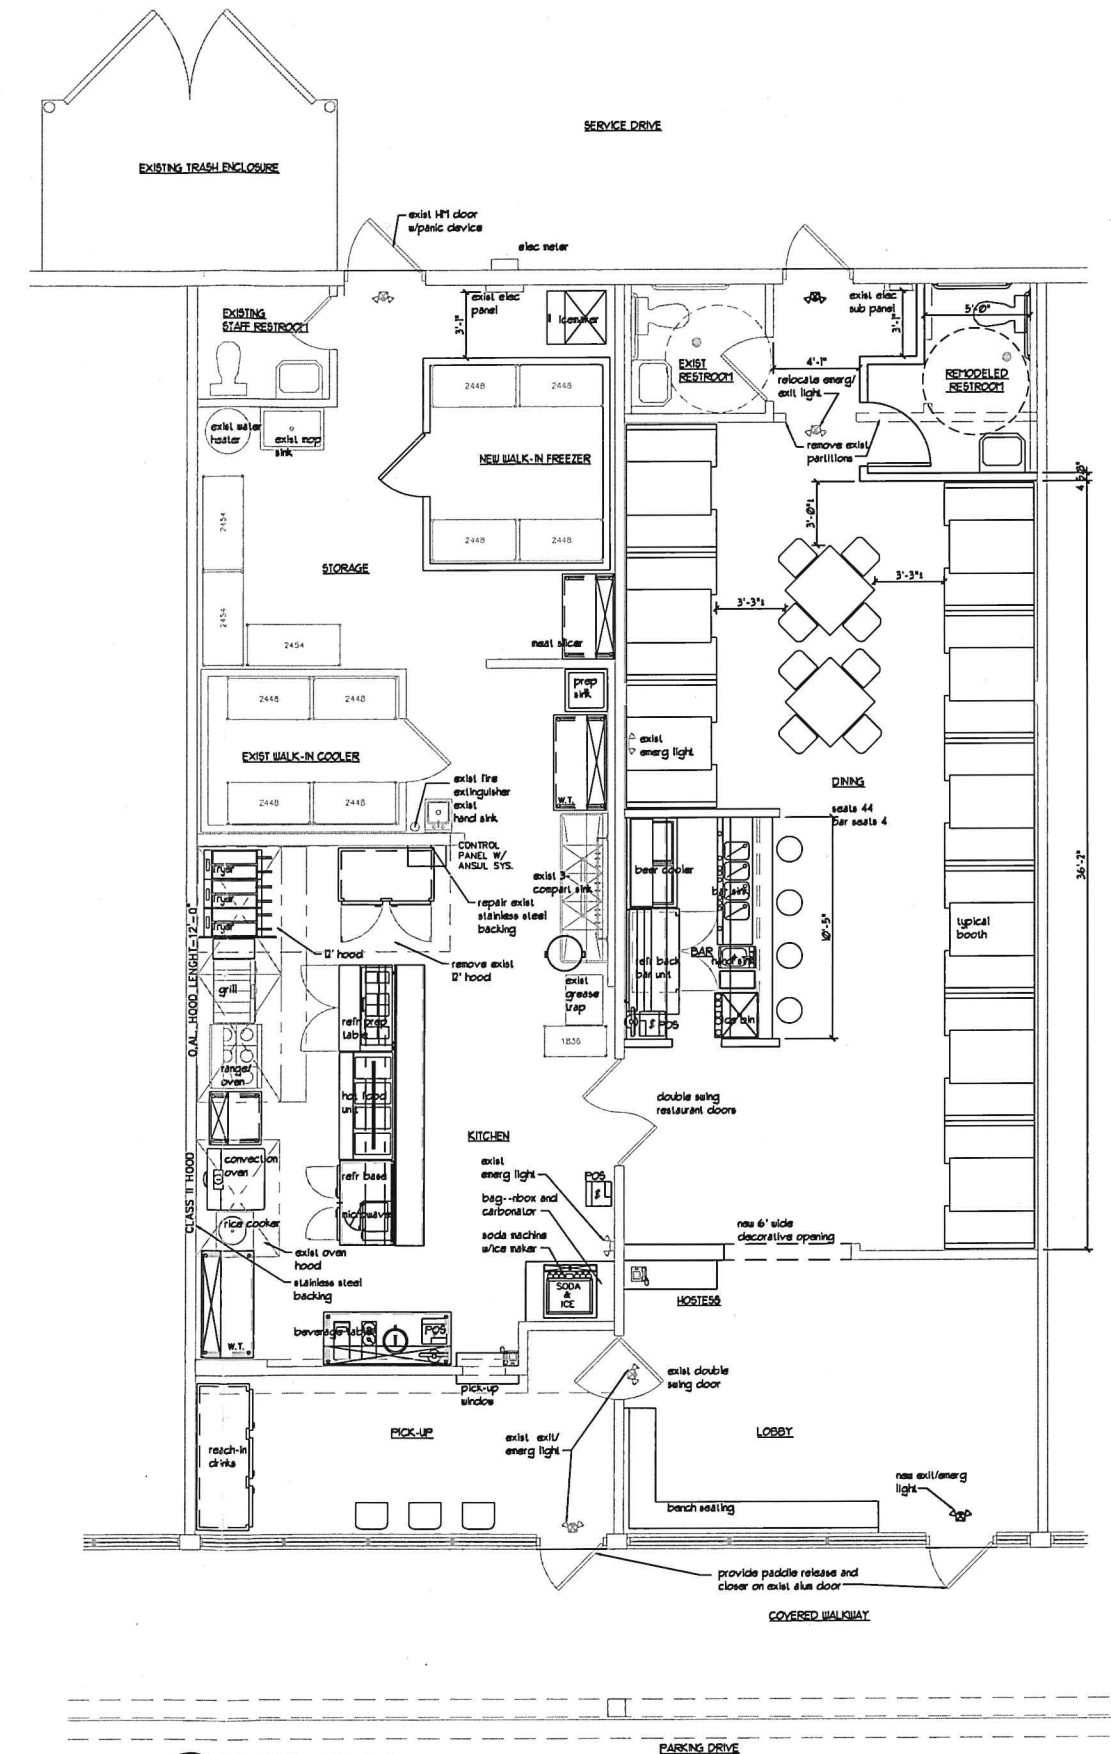 SERVICE DRIVE
EXISTING TRASH ENCLOSURE
exist HM door
w/panic device
elec meter
EXISTING
STAFF RESTROOM
3'-1"
exist elec
panel
icemaker
exist elec
sub panel
3'-1"
5'-0"
EXIST
RESTROOM
4'-1"
relocate emerg/
exit light
REMODELED
RESTROOM
2448
2448
exist water
heater
exist mop
sink
remove exist
partitions
NEW WALK-IN FREEZER
2454
3'-0"±
2448
2448
STORAGE
3'-3"±
3'-3"±
2454
2454
meat slicer
prep
sink
2448
2448
exist
emerg light
EXIST WALK-IN COOLER
DINING
exist fire
extinguisher
exist
hand sink
W.T.
seats 44
bar seats 4
2448
2448
CONTROL
PANEL W/
ANSUL SYS.
fryer
fryer
fryer
exist 3-
compart sink
beer cooler
bar sink
36'-2"
repair exist
stainless steel
backing
O.AL. HOOD LENGHT-12'-0"
10'-5"
typical
booth
12' hood
remove exist
12' hood
BAR
hand sink
refr back
bar unit
grill
exist
grease
trap
refr prep
table
$ POS
ice bin
1836
range/
oven
hot food
unit
double swing
restaurant doors
KITCHEN
CLASS II HOOD
convection
oven
exist
emerg light
refr base
POS
$
bag--nbox and
carbonator
microwave
rice cooker
new 6' wide
decorative opening
soda machine
w/ice maker
exist oven
hood
stainless steel
backing
SODA
&
ICE
HOSTESS
beverage table
POS
W.T.
exist double
swing door
pick-up
window
PICK-UP
exist exit/
emerg light
LOBBY
reach-in
drinks
new exit/emerg
light
bench seating
provide paddle release and
closer on exist alum door
COVERED WALKWAY
PARKING DRIVE